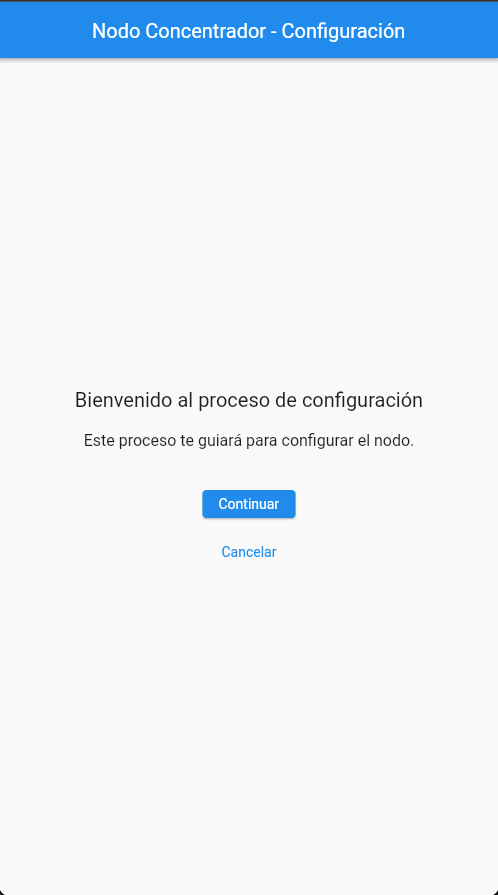 Nodo Concentrador - Configuración
Bienvenido al proceso de configuración
Este proceso te guiará para configurar el nodo.
Continuar
Cancelar